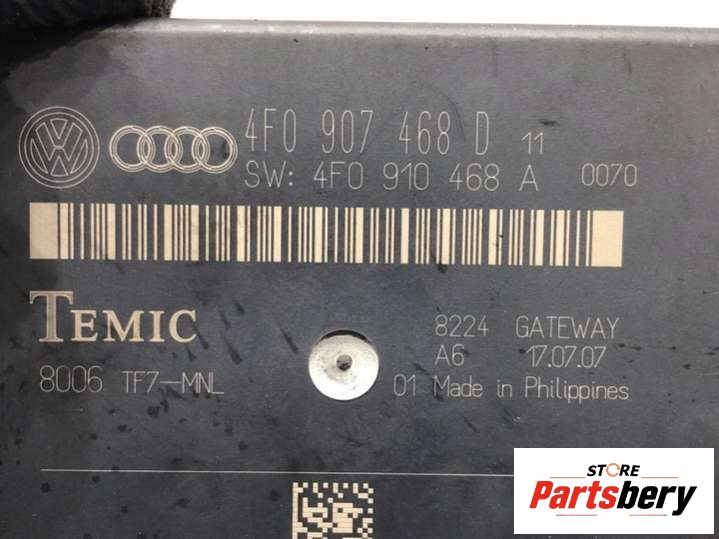 4F0 907 468 D 11
SW: 4F0 910 468 A 0070
TEMIC
8224 GATEWAY
A6 17.07.07
8006 TF7-MNL
01 Made in Philippines
STORE
Partsbery